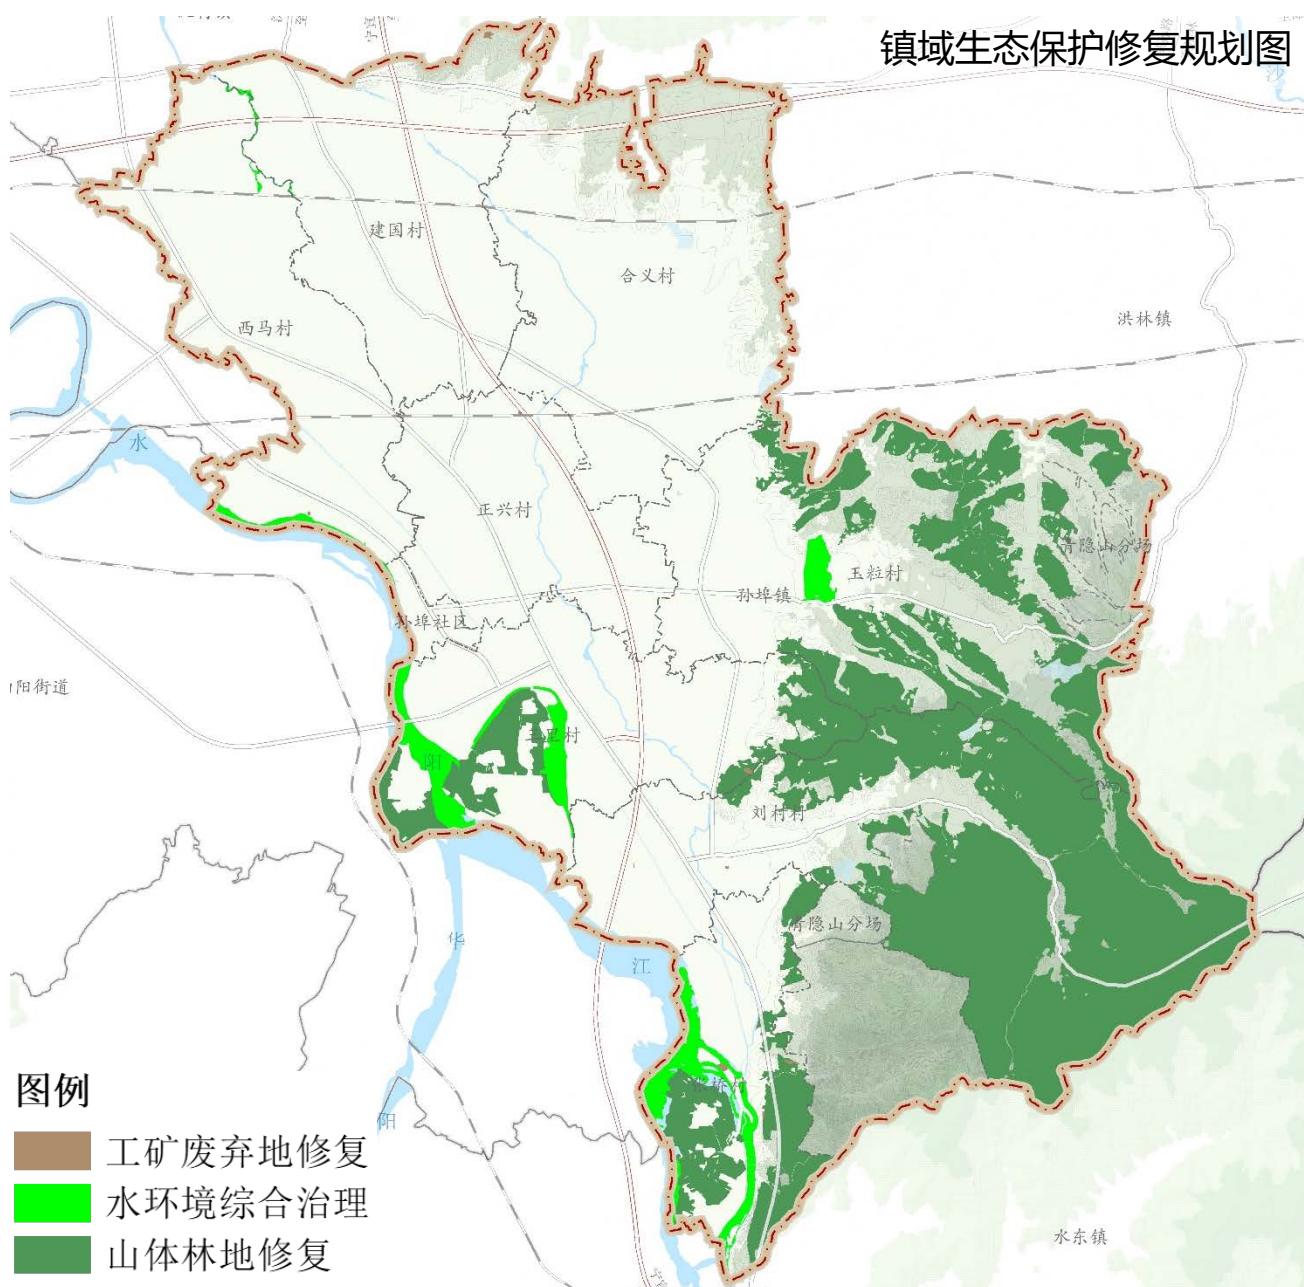 镇域生态保护修复规划图
建国村
合义村
西马村
洪林镇
水
正兴村
青隐山分场
玉粒村
孙埠镇
孙埠社区
阳街道
阳
刘村村
青隐山分场
华
江
阳
水东镇
图例
工矿废弃地修复
水环境综合治理
山体林地修复